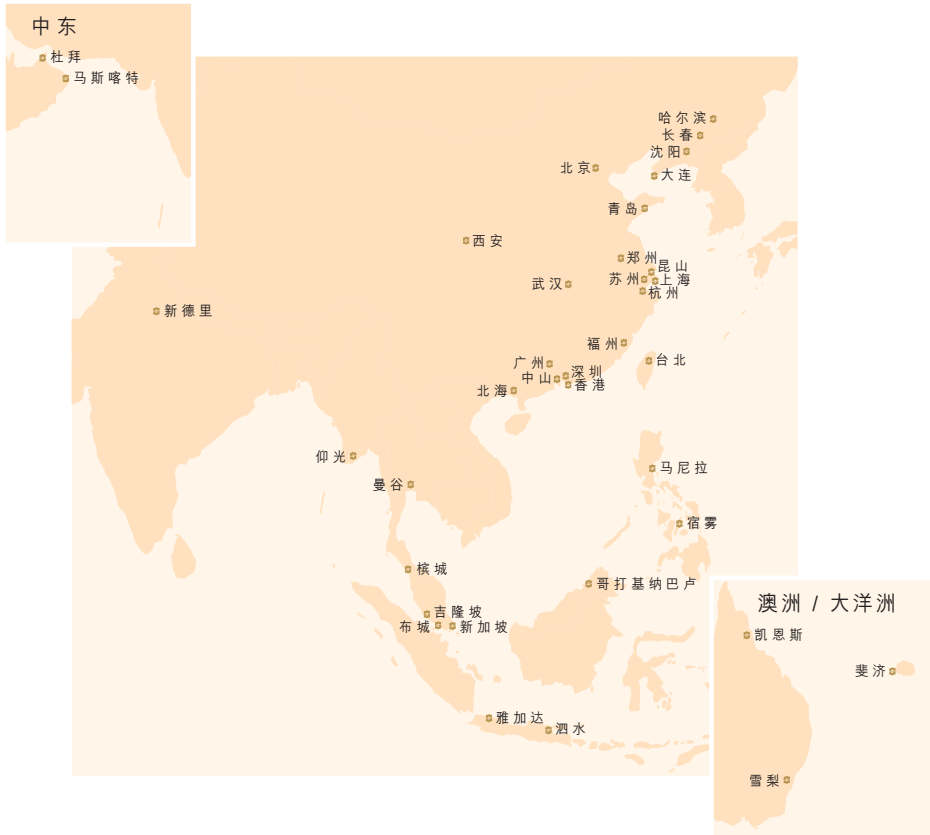 中东
杜拜
马斯喀特
哈尔滨
长春
沈阳
北京
大连
青岛
西安
郑州
昆山
苏州
上海
武汉
杭州
新德里
福州
台北
广州
深圳
中山
香港
北海
仰光
马尼拉
曼谷
宿雾
槟城
哥打基纳巴卢
吉隆坡
布城
新加坡
雅加达
泗水
澳洲 / 大洋洲
凯恩斯
斐济
雪梨